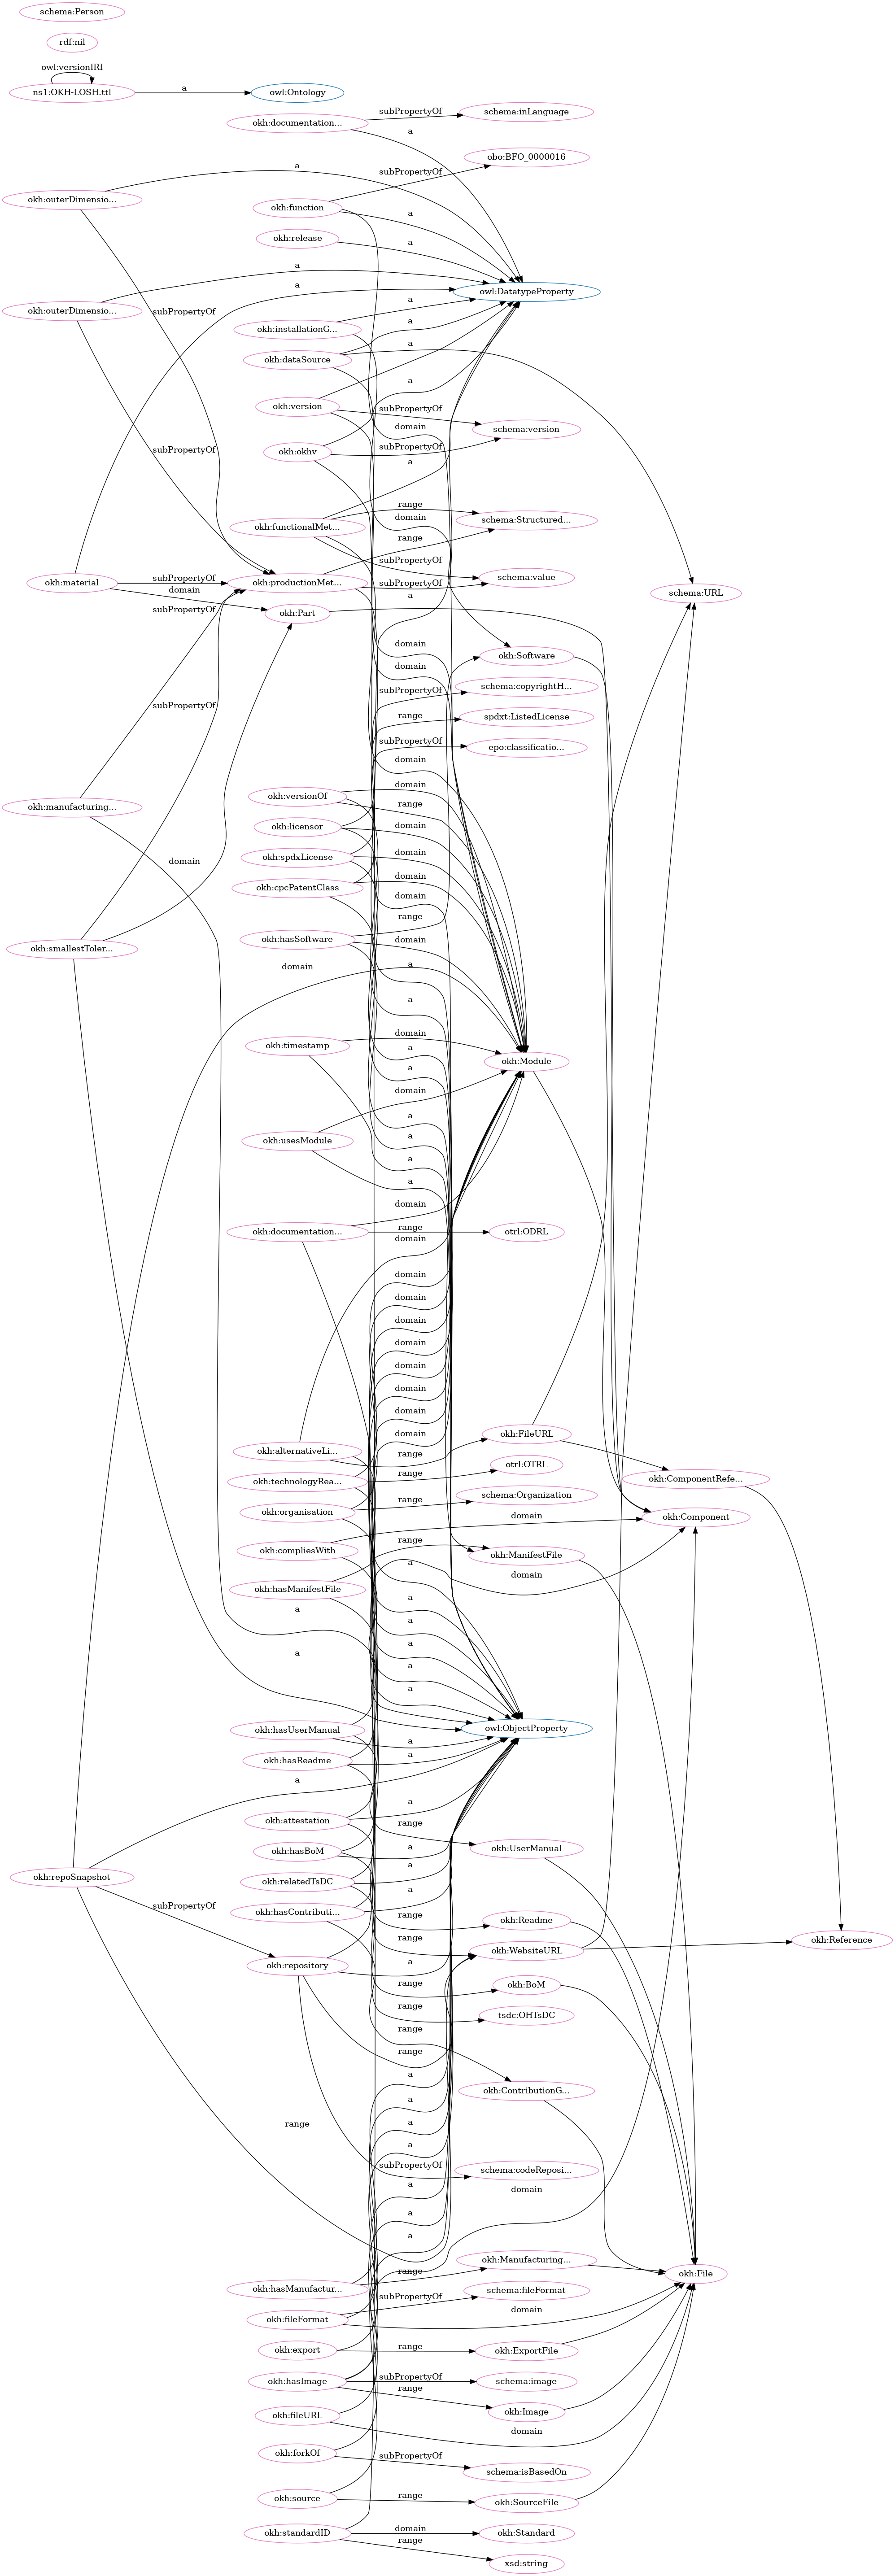 schema:Person
rdf:nil
owl:versionIRI
ns1:OKH-LOSH.ttl
a
owl:Ontology
okh:documentation...
subPropertyOf
schema:inLanguage
a
obo:BFO_0000016
okh:outerDimensio...
a
okh:function
subPropertyOf
a
okh:release
a
okh:outerDimensio...
a
a
subPropertyOf
owl:DatatypeProperty
okh:installationG...
a
okh:dataSource
a
a
okh:version
subPropertyOf
schema:version
a
domain
okh:okhv
subPropertyOf
a
subPropertyOf
okh:functionalMet...
range
domain
schema:Structured...
range
subPropertyOf
okh:material
subPropertyOf
domain
subPropertyOf
okh:productionMet...
subPropertyOf
a
schema:value
schema:URL
okh:Part
domain
okh:Software
domain
subPropertyOf
schema:copyrightH...
subPropertyOf
range
spdxt:ListedLicense
subPropertyOf
epo:classificatio...
domain
okh:manufacturing...
okh:versionOf
domain
range
okh:licensor
domain
okh:spdxLicense
domain
domain
okh:cpcPatentClass
domain
domain
range
okh:hasSoftware
domain
okh:smallestToler...
domain
a
a
okh:timestamp
domain
a
okh:Module
a
domain
a
okh:usesModule
a
a
a
domain
okh:documentation...
range
otrl:ODRL
domain
domain
domain
domain
domain
domain
domain
domain
domain
okh:alternativeLi...
range
okh:FileURL
okh:technologyRea...
range
otrl:OTRL
okh:ComponentRefe...
okh:organisation
range
schema:Organization
domain
okh:Component
okh:compliesWith
range
okh:ManifestFile
a
domain
okh:hasManifestFile
a
a
a
a
a
a
okh:hasUserManual
a
owl:ObjectProperty
okh:hasReadme
a
a
okh:attestation
a
range
okh:hasBoM
a
okh:UserManual
a
okh:repoSnapshot
okh:relatedTsDC
a
subPropertyOf
okh:hasContributi...
range
okh:Readme
range
okh:WebsiteURL
okh:Reference
okh:repository
a
range
okh:BoM
range
tsdc:OHTsDC
range
range
a
okh:ContributionG...
a
range
a
subPropertyOf
schema:codeReposi...
a
domain
a
a
okh:hasManufactur...
range
okh:Manufacturing...
okh:File
subPropertyOf
schema:fileFormat
okh:fileFormat
domain
okh:export
range
okh:ExportFile
okh:hasImage
subPropertyOf
schema:image
range
okh:Image
okh:fileURL
domain
okh:forkOf
subPropertyOf
schema:isBasedOn
okh:source
range
okh:SourceFile
okh:standardID
domain
okh:Standard
range
xsd:string